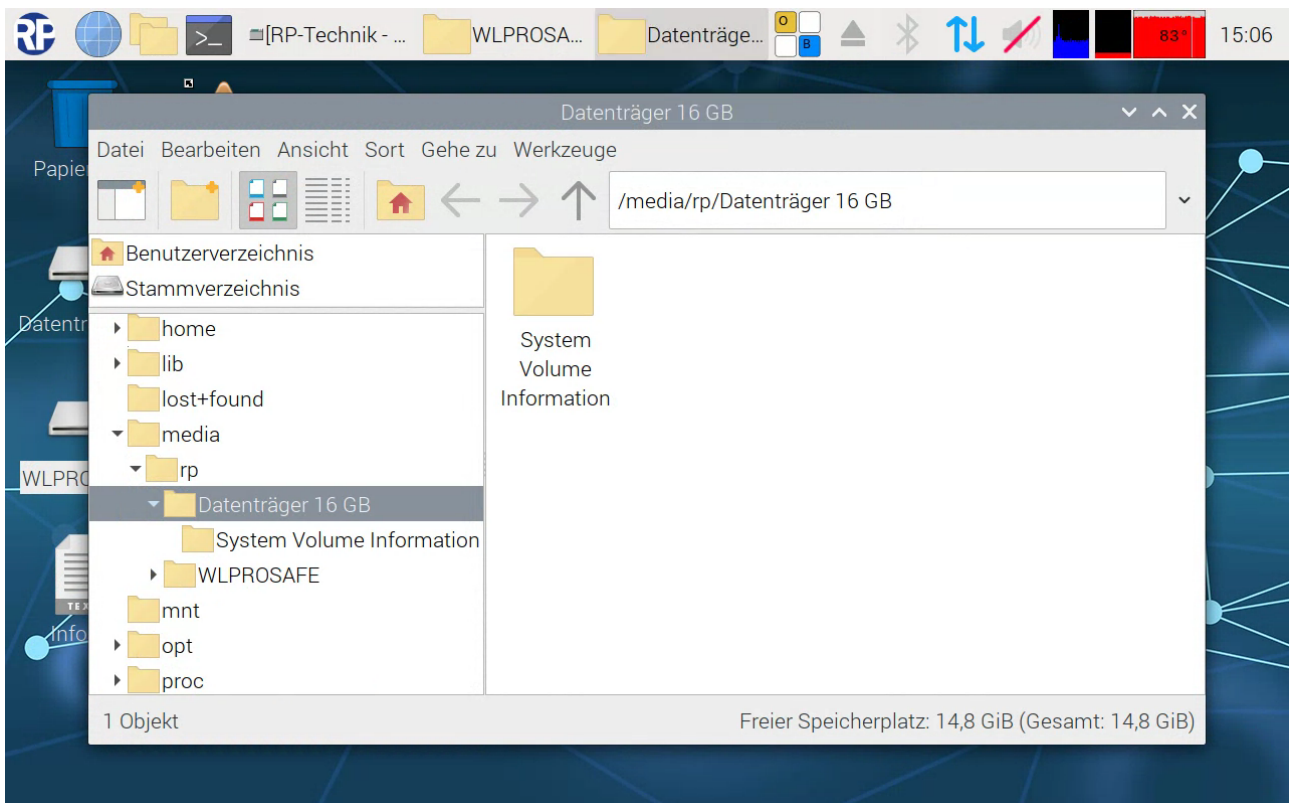 RP
>_
[RP-Technik - ...
WLPROSA...
Datenträge...
O
B
83°
15:06
Datenträger 16 GB
Datei Bearbeiten Ansicht Sort Gehe zu Werkzeuge
/media/rp/Datenträger 16 GB
Papie
Datentr
WLPRO
TEX
Info
Benutzerverzeichnis
Stammverzeichnis
home
lib
lost+found
media
rp
Datenträger 16 GB
System Volume Information
WLPROSAFE
mnt
opt
proc
System
Volume
Information
1 Objekt
Freier Speicherplatz: 14,8 GiB (Gesamt: 14,8 GiB)